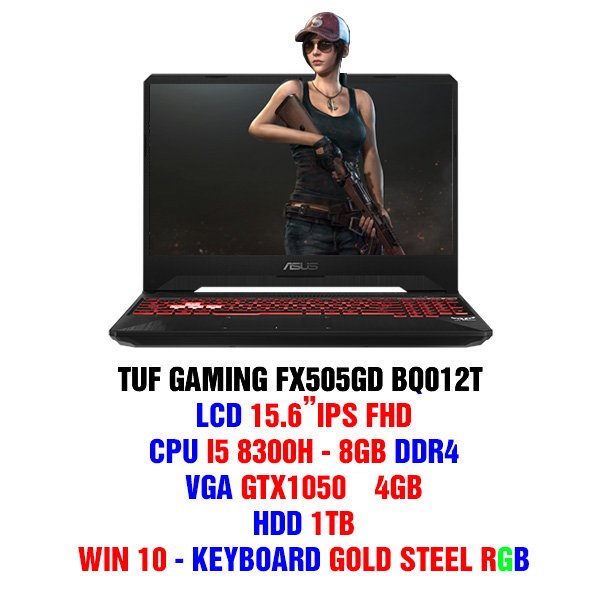 ASUS
TUF GAMING FX505GD BQ012T
LCD 15.6”IPS FHD
CPU I5 8300H - 8GB DDR4
VGA GTX1050 4GB
HDD 1TB
WIN 10 - KEYBOARD GOLD STEEL RGB